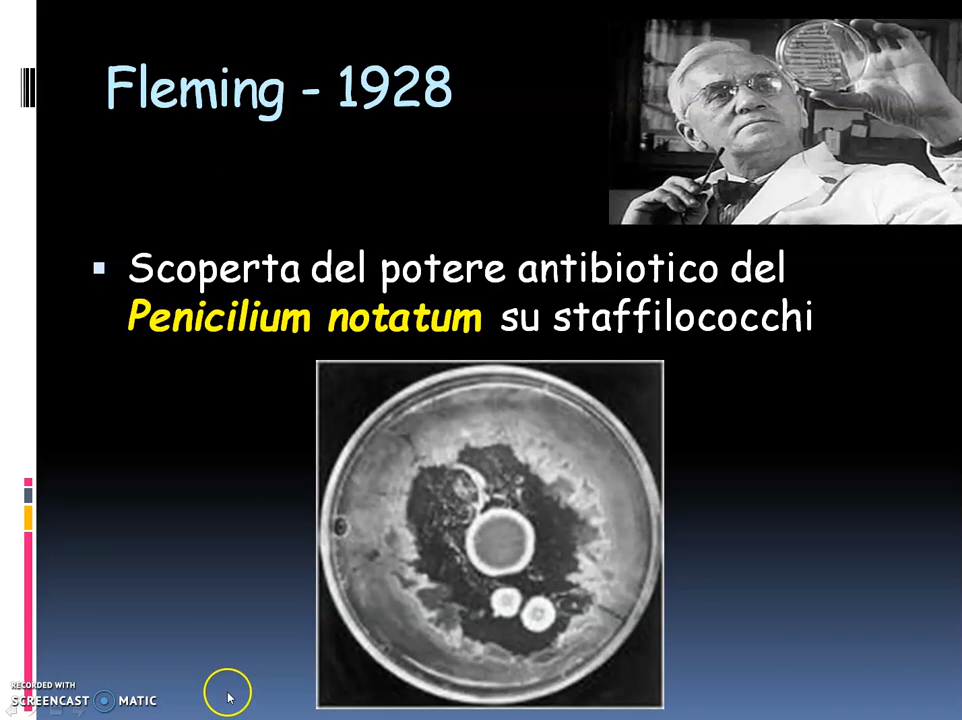 Fleming - 1928
Scoperta del potere antibiotico del
Penicilium notatum su staffilococchi
RECORDED WITH
SCREENCAST MATIC